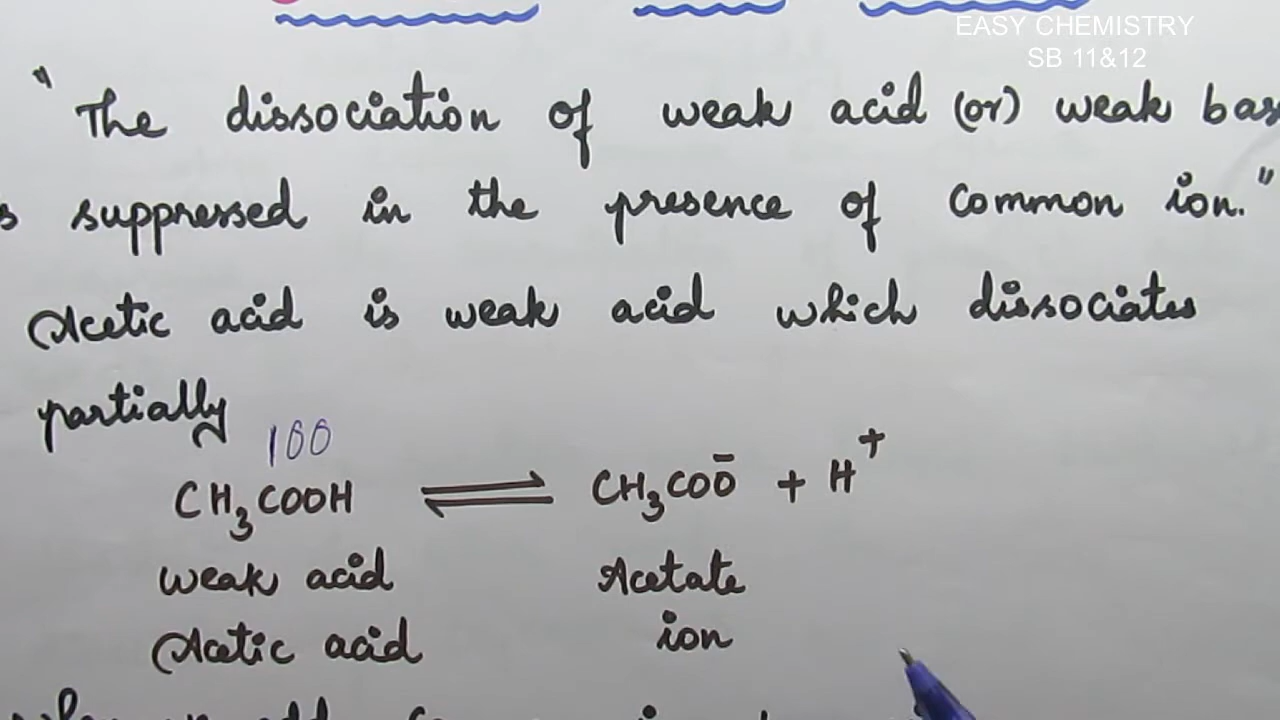 EASY CHEMISTRY
SB 11&12
"The dissociation of weak acid (or) weak bas
s suppressed in the presence of common ion."
Acetic acid is weak acid which dissociates
partially
100
CH₃COOH ⇌ CH₃COO⁻ + H⁺
weak acid Acetate
Acetic acid ion